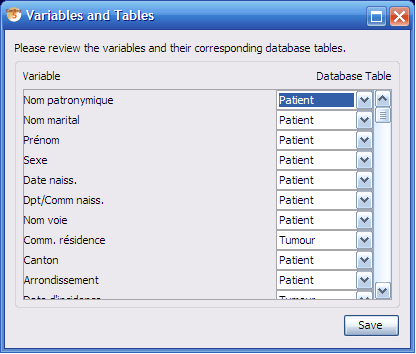 Variables and Tables
Please review the variables and their corresponding database tables.
Variable Database Table
Nom patronymique Patient
Nom marital Patient
Prénom Patient
Sexe Patient
Date naiss. Patient
Dpt/Comm naiss. Patient
Nom voie Patient
Comm. résidence Tumour
Canton Patient
Arrondissement Patient
Date d'incidence Tumour
Save